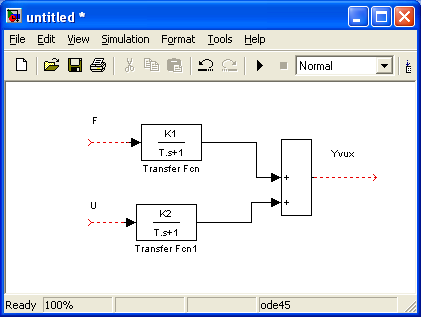 untitled *
File Edit View Simulation Format Tools Help
Normal
F
K1
T.s+1
Transfer Fcn
Yvux
+
U
+
K2
T.s+1
Transfer Fcn1
Ready 100% ode45